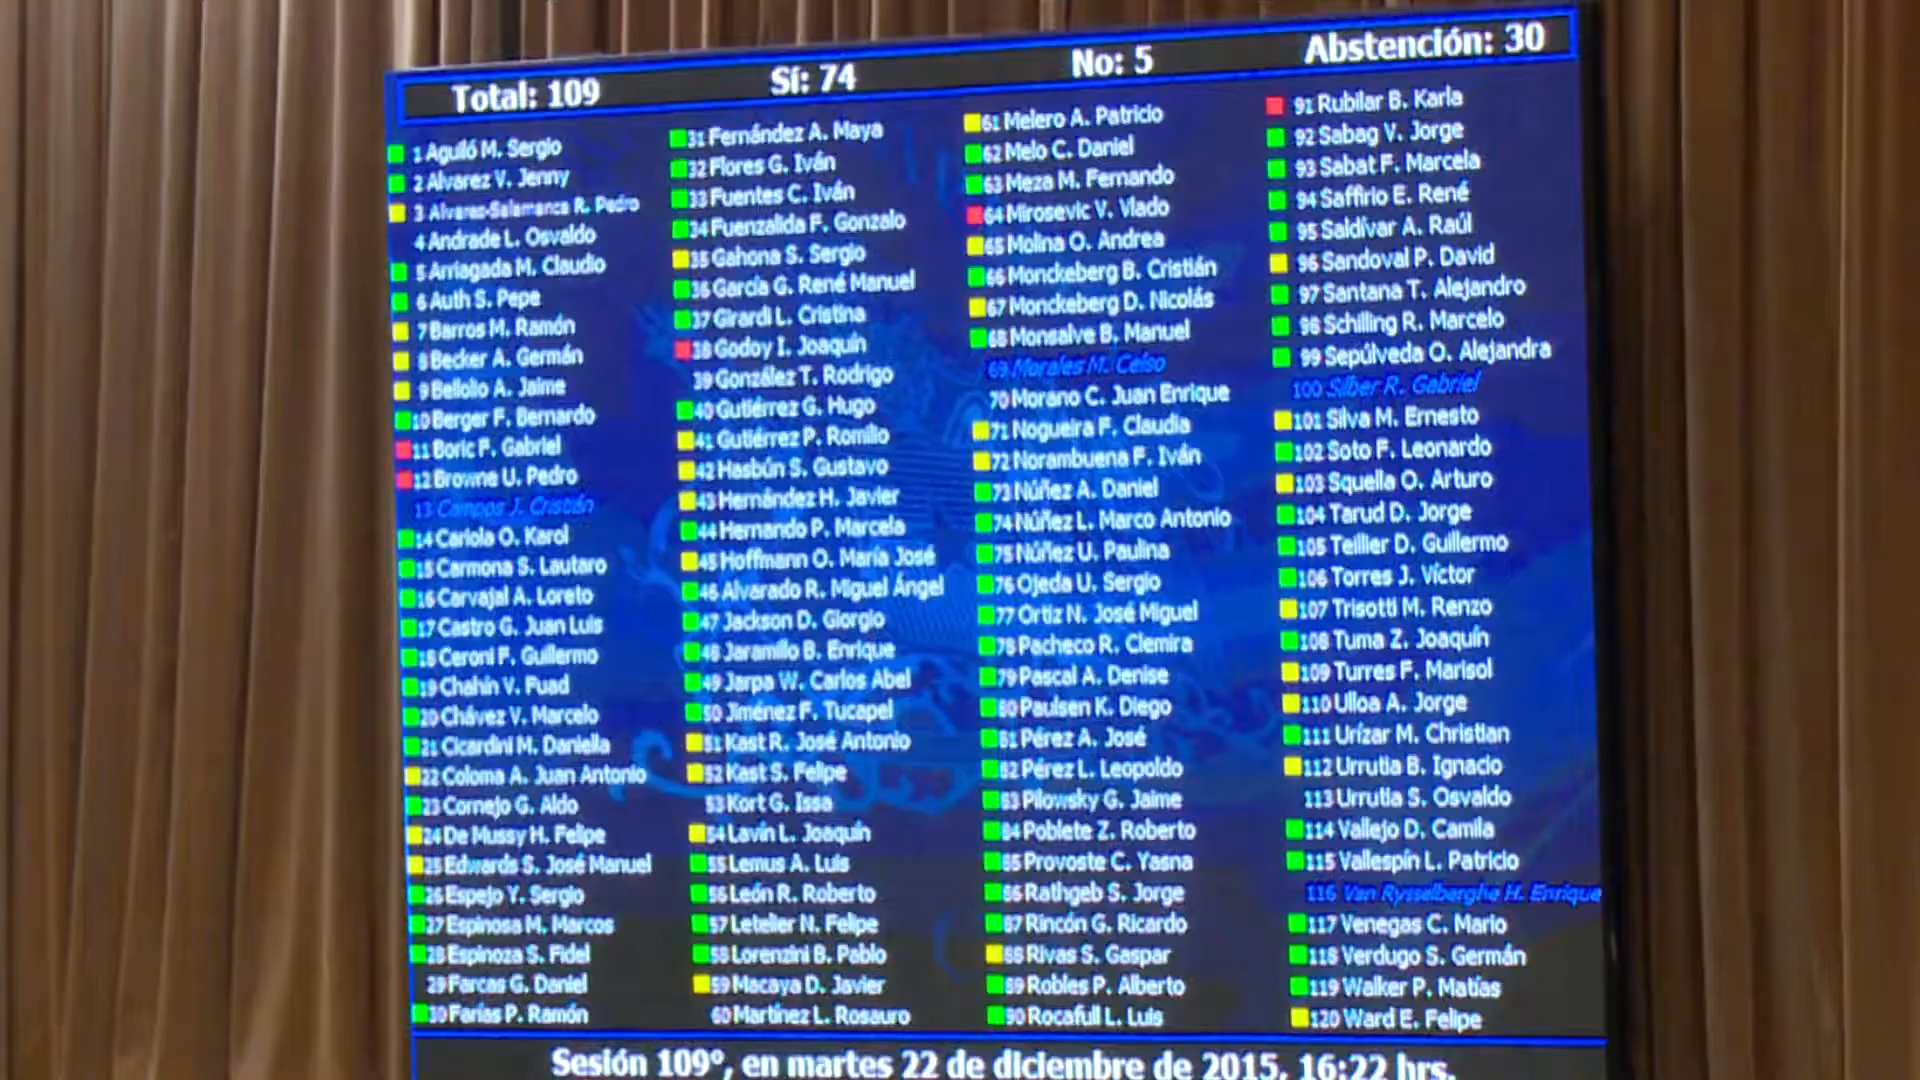 Total: 109 Sí: 74 No: 5 Abstención: 30
1 Aguiló M. Sergio
2 Alvarez V. Jenny
3 Alvarez-Salamanca R. Pedro
4 Andrade L. Osvaldo
5 Arriagada M. Claudio
6 Auth S. Pepe
7 Barros M. Ramón
8 Becker A. Germán
9 Bellolio A. Jaime
10 Berger F. Bernardo
11 Boric F. Gabriel
12 Browne U. Pedro
13 Campos J. Cristián
14 Cariola O. Karol
15 Carmona S. Lautaro
16 Carvajal A. Loreto
17 Castro G. Juan Luis
18 Ceroni F. Guillermo
19 Chahin V. Fuad
20 Chávez V. Marcelo
21 Cicardini M. Daniella
22 Coloma A. Juan Antonio
23 Cornejo G. Aldo
24 De Mussy H. Felipe
25 Edwards S. José Manuel
26 Espejo Y. Sergio
27 Espinosa M. Marcos
28 Espinoza S. Fidel
29 Farcas G. Daniel
30 Farías P. Ramón
31 Fernández A. Maya
32 Flores G. Iván
33 Fuentes C. Iván
34 Fuenzalida F. Gonzalo
35 Gahona S. Sergio
36 García G. René Manuel
37 Girardi L. Cristina
38 Godoy I. Joaquín
39 González T. Rodrigo
40 Gutiérrez G. Hugo
41 Gutiérrez P. Romilio
42 Hasbún S. Gustavo
43 Hernández H. Javier
44 Hernando P. Marcela
45 Hoffmann O. María José
46 Alvarado R. Miguel Ángel
47 Jackson D. Giorgio
48 Jaramillo B. Enrique
49 Jarpa W. Carlos Abel
50 Jiménez F. Tucapel
51 Kast R. José Antonio
52 Kast S. Felipe
53 Kort G. Issa
54 Lavín L. Joaquín
55 Lemus A. Luis
56 León R. Roberto
57 Letelier N. Felipe
58 Lorenzini B. Pablo
59 Macaya D. Javier
60 Martínez L. Rosauro
61 Melero A. Patricio
62 Melo C. Daniel
63 Meza M. Fernando
64 Mirosevic V. Vlado
65 Molina O. Andrea
66 Monckeberg B. Cristián
67 Monckeberg D. Nicolás
68 Monsalve B. Manuel
69 Morales M. Celso
70 Morano C. Juan Enrique
71 Nogueira F. Claudia
72 Norambuena F. Iván
73 Núñez A. Daniel
74 Núñez L. Marco Antonio
75 Núñez U. Paulina
76 Ojeda U. Sergio
77 Ortiz N. José Miguel
78 Pacheco R. Clemira
79 Pascal A. Denise
80 Paulsen K. Diego
81 Pérez A. José
82 Pérez L. Leopoldo
83 Pilowsky G. Jaime
84 Poblete Z. Roberto
85 Provoste C. Yasna
86 Rathgeb S. Jorge
87 Rincón G. Ricardo
88 Rivas S. Gaspar
89 Robles P. Alberto
90 Rocafull L. Luis
91 Rubilar B. Karla
92 Sabag V. Jorge
93 Sabat F. Marcela
94 Saffirio E. René
95 Saldívar A. Raúl
96 Sandoval P. David
97 Santana T. Alejandro
98 Schilling R. Marcelo
99 Sepúlveda O. Alejandra
100 Silber R. Gabriel
101 Silva M. Ernesto
102 Soto F. Leonardo
103 Squella O. Arturo
104 Tarud D. Jorge
105 Teillier D. Guillermo
106 Torres J. Víctor
107 Trisotti M. Renzo
108 Tuma Z. Joaquín
109 Turres F. Marisol
110 Ulloa A. Jorge
111 Urízar M. Christian
112 Urrutia B. Ignacio
113 Urrutia S. Osvaldo
114 Vallejo D. Camila
115 Vallespín L. Patricio
116 Van Rysselberghe H. Enrique
117 Venegas C. Mario
118 Verdugo S. Germán
119 Walker P. Matías
120 Ward E. Felipe
Sesión 109º, en martes 22 de diciembre de 2015, 16:22 hrs.